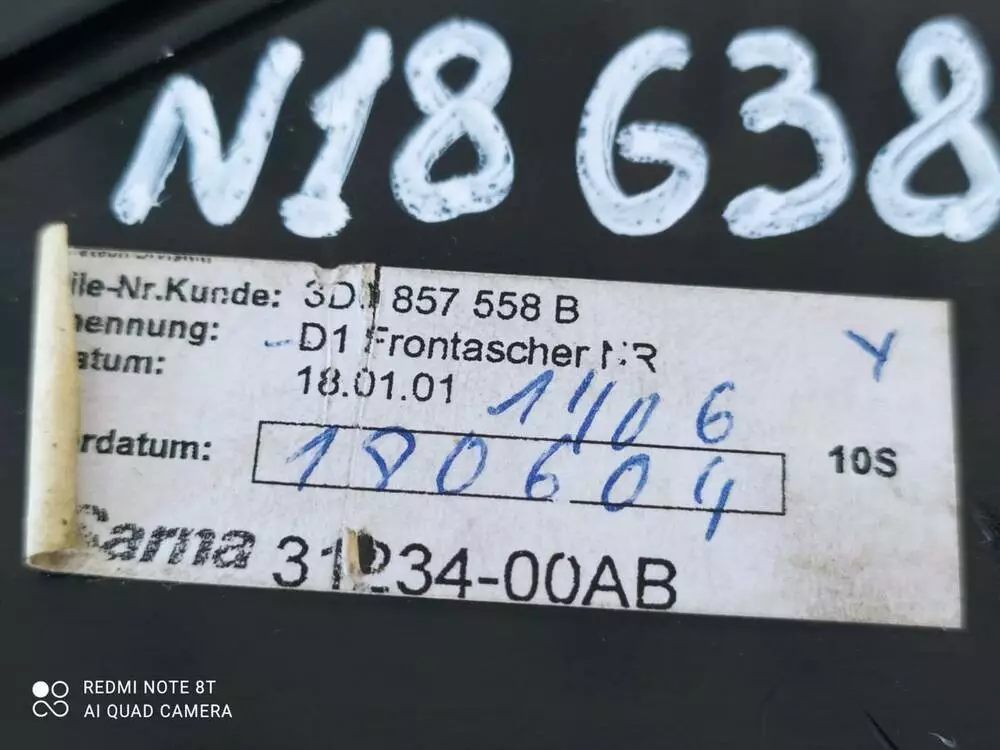 N18638
ile-Nr.Kunde: 3D 857 558 B
nennung: D1 Frontascher NR
atum: 18.01.01
1406
Y
rdatum: 180604
10S
Sarna 31234-00AB
REDMI NOTE 8T
AI QUAD CAMERA